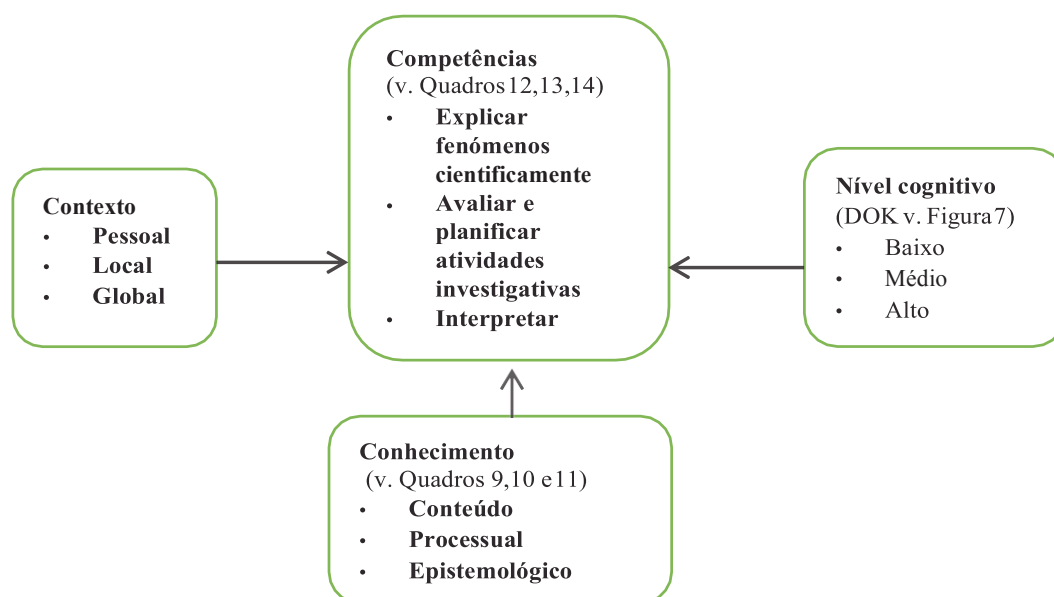 Competências
(v. Quadros 12,13,14)
• Explicar
fenómenos
cientificamente
• Avaliar e
planificar
atividades
investigativas
• Interpretar
Contexto
• Pessoal
• Local
• Global
Nível cognitivo
(DOK v. Figura 7)
• Baixo
• Médio
• Alto
Conhecimento
(v. Quadros 9,10 e11)
• Conteúdo
• Processual
• Epistemológico